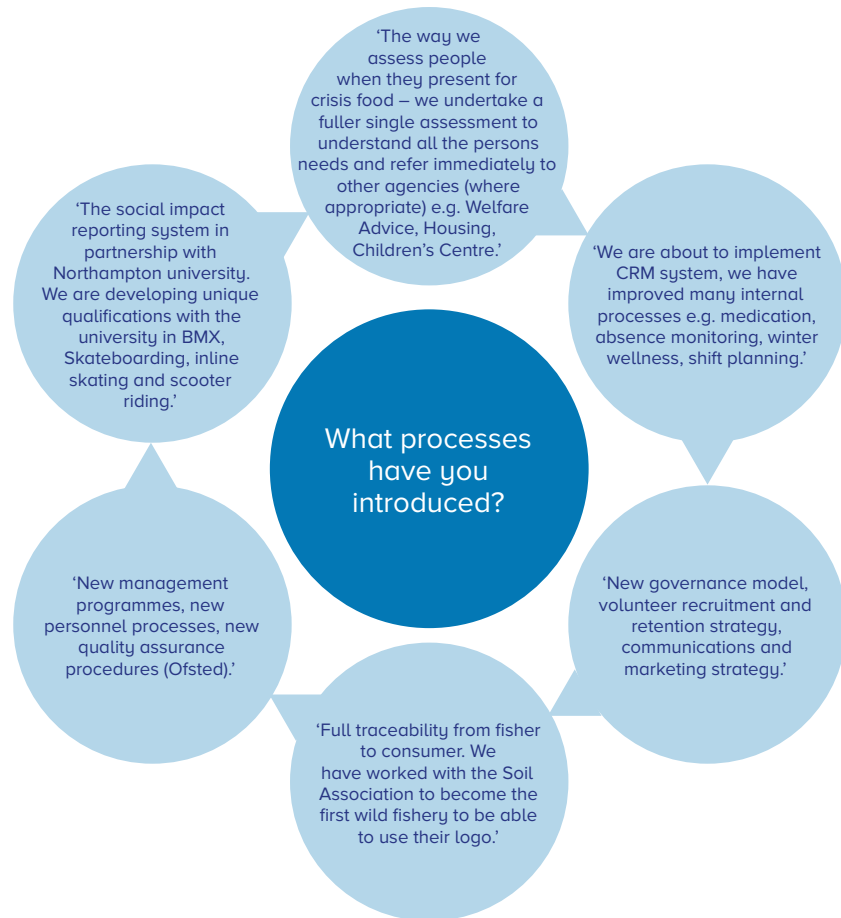 ‘The way we
assess people
when they present for
crisis food – we undertake a
fuller single assessment to
understand all the persons
needs and refer immediately to
other agencies (where
appropriate) e.g. Welfare
Advice, Housing,
Children’s Centre.’
‘We are about to implement
CRM system, we have
improved many internal
processes e.g. medication,
absence monitoring, winter
wellness, shift planning.’
‘New governance model,
volunteer recruitment and
retention strategy,
communications and
marketing strategy.’
‘Full traceability from fisher
to consumer. We
have worked with the Soil
Association to become the
first wild fishery to be able
to use their logo.’
‘New management
programmes, new
personnel processes, new
quality assurance
procedures (Ofsted).’
‘The social impact
reporting system in
partnership with
Northampton university.
We are developing unique
qualifications with the
university in BMX,
Skateboarding, inline
skating and scooter
riding.’
What processes
have you
introduced?